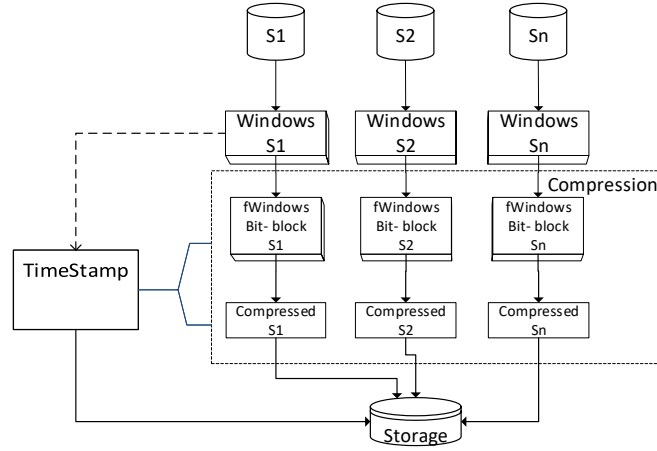 S1
S2
Sn
Windows
S1
Windows
S2
Windows
Sn
Compression
fWindows
Bit- block
S1
fWindows
Bit- block
S2
fWindows
Bit- block
Sn
TimeStamp
Compressed
S1
Compressed
S2
Compressed
Sn
Storage